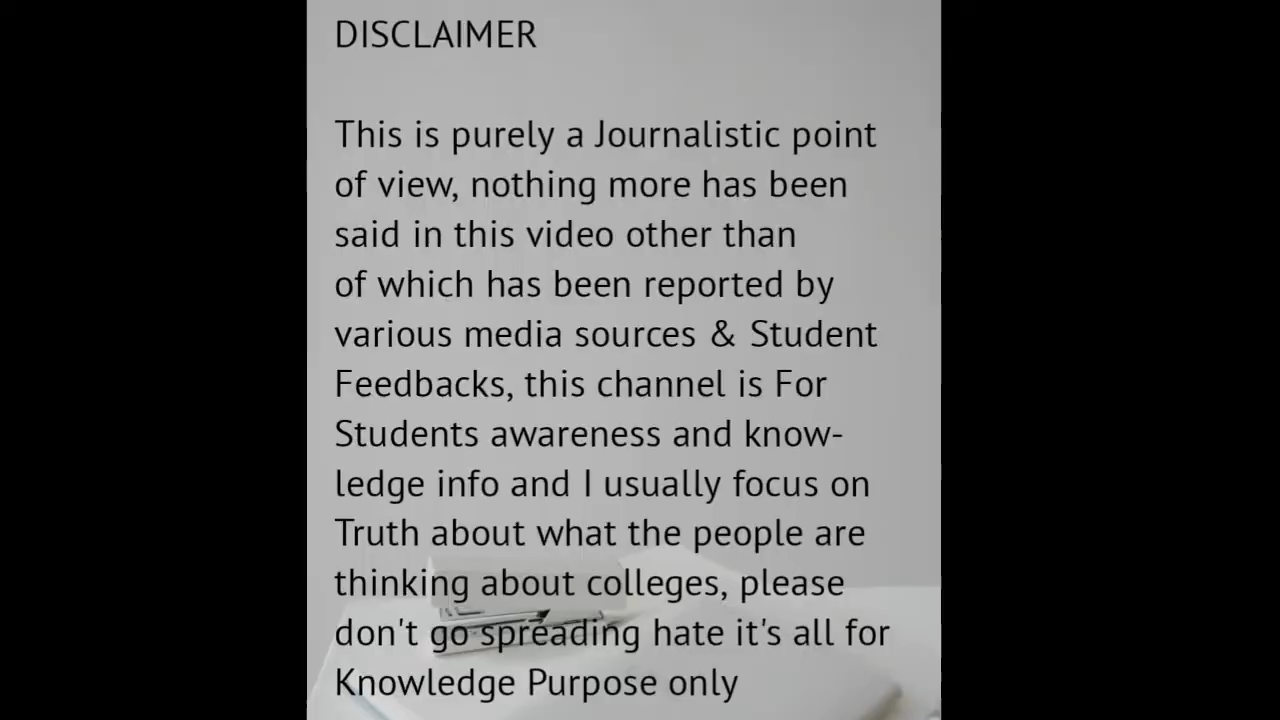 DISCLAIMER
This is purely a Journalistic point
of view, nothing more has been
said in this video other than
of which has been reported by
various media sources & Student
Feedbacks, this channel is For
Students awareness and know-
ledge info and I usually focus on
Truth about what the people are
thinking about colleges, please
don't go spreading hate it's all for
Knowledge Purpose only